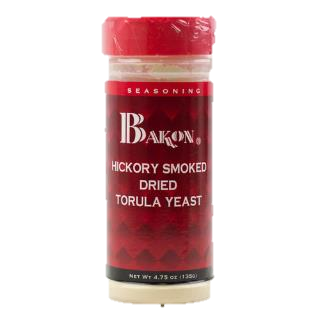 SEASONING
BAKON®
HICKORY SMOKED
DRIED
TORULA YEAST
NET WT 4.75 OZ (135G)